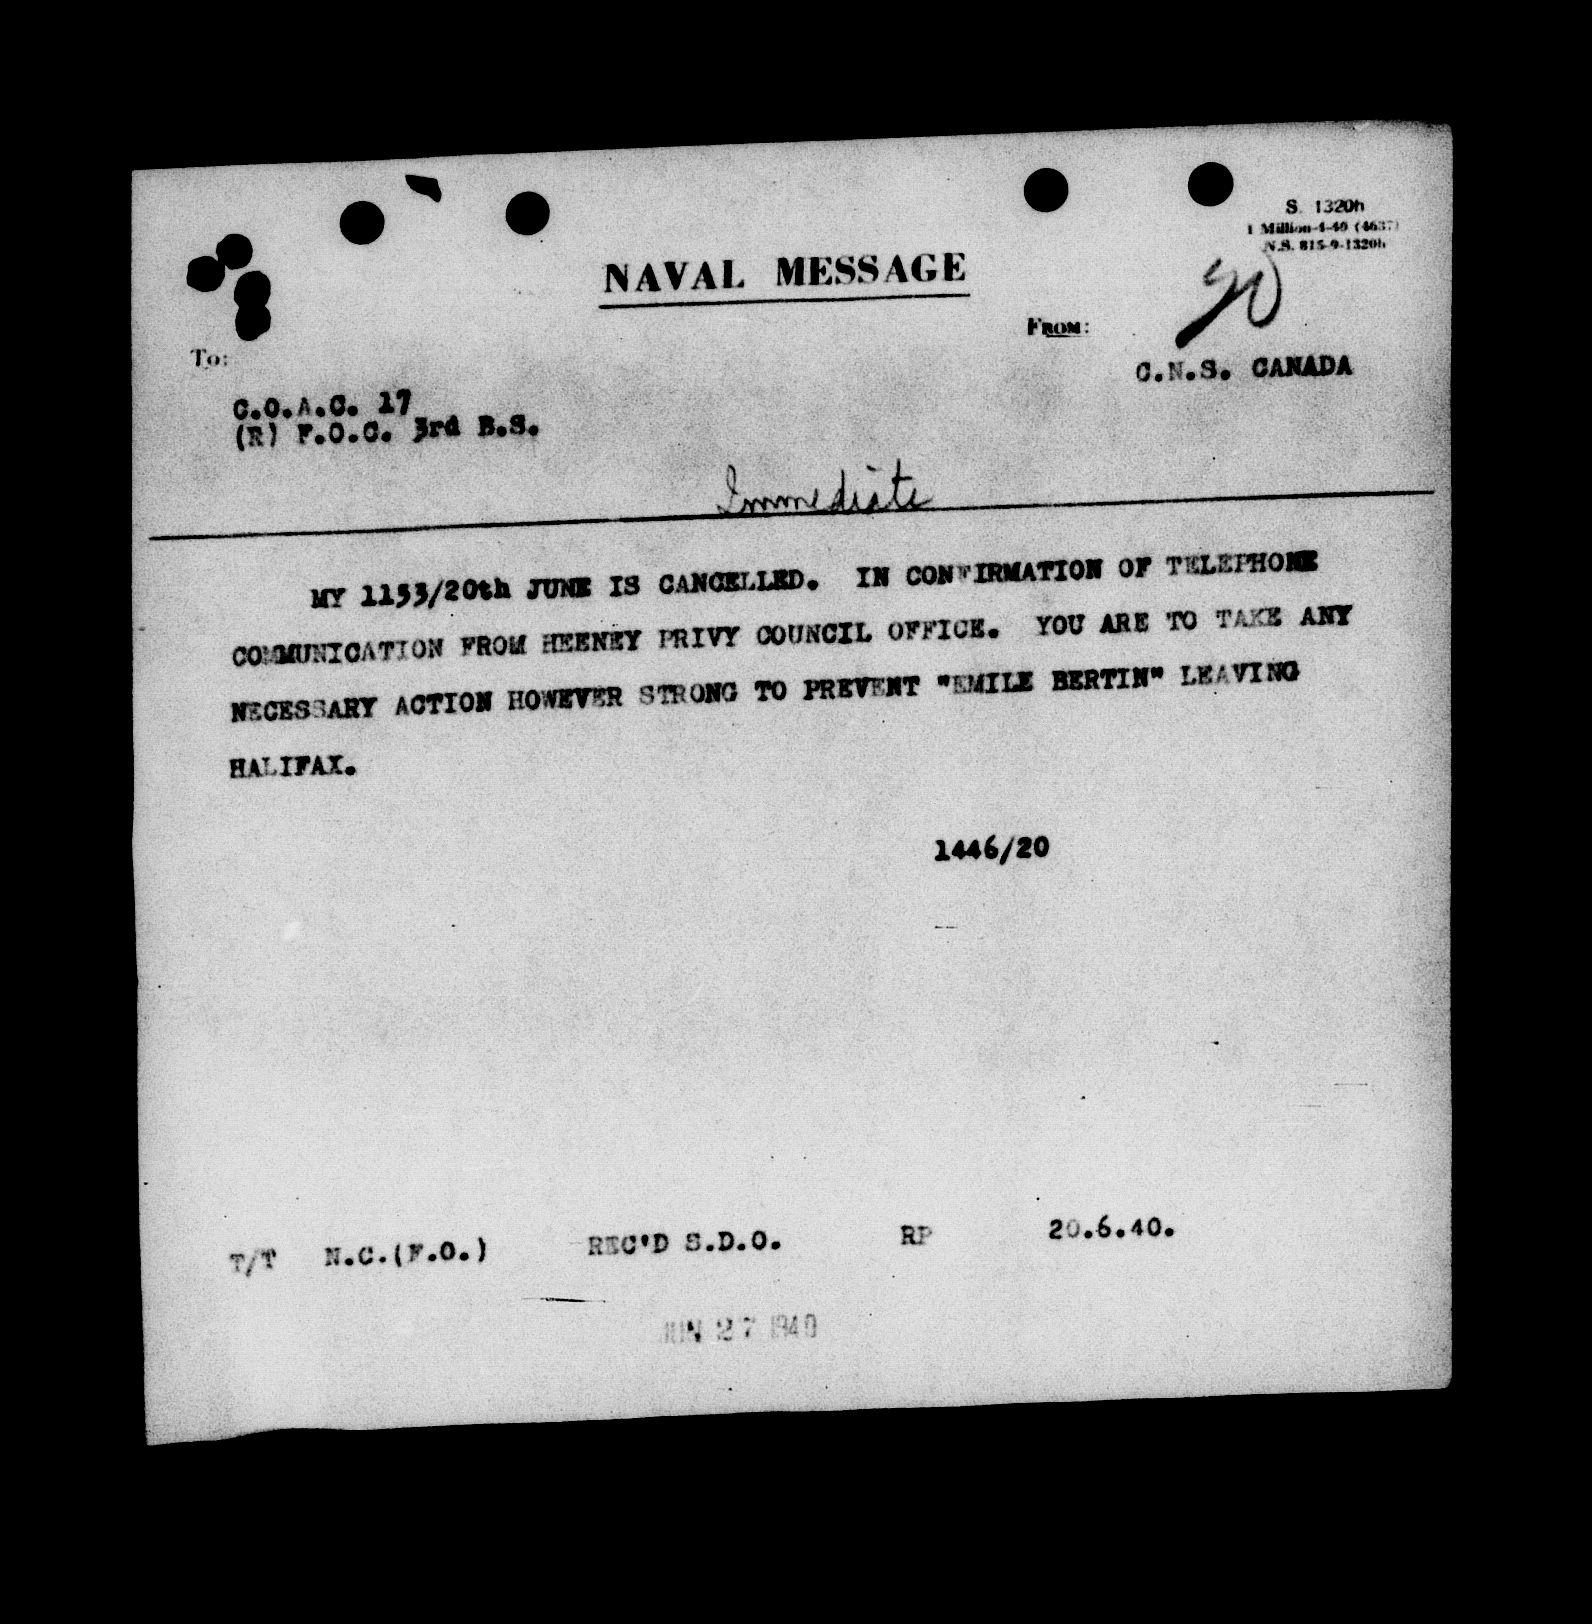 S. 1320h
1 Million-4-40 (4637)
N.S. 815-9-1320h
NAVAL MESSAGE
FROM:
To:
C.N.S. CANADA
C.O.A.C. 17
(R) F.O.C. 3rd B.S.
Immediate
MY 1153/20th JUNE IS CANCELLED. IN CONFIRMATION OF TELEPHONE
COMMUNICATION FROM HEENEY PRIVY COUNCIL OFFICE. YOU ARE TO TAKE ANY
NECESSARY ACTION HOWEVER STRONG TO PREVENT "EMILE BERTIN" LEAVING
HALIFAX.
1446/20
T/T N.C.(F.O.) REC'D S.D.O. RP 20.6.40.
JUN 27 1940